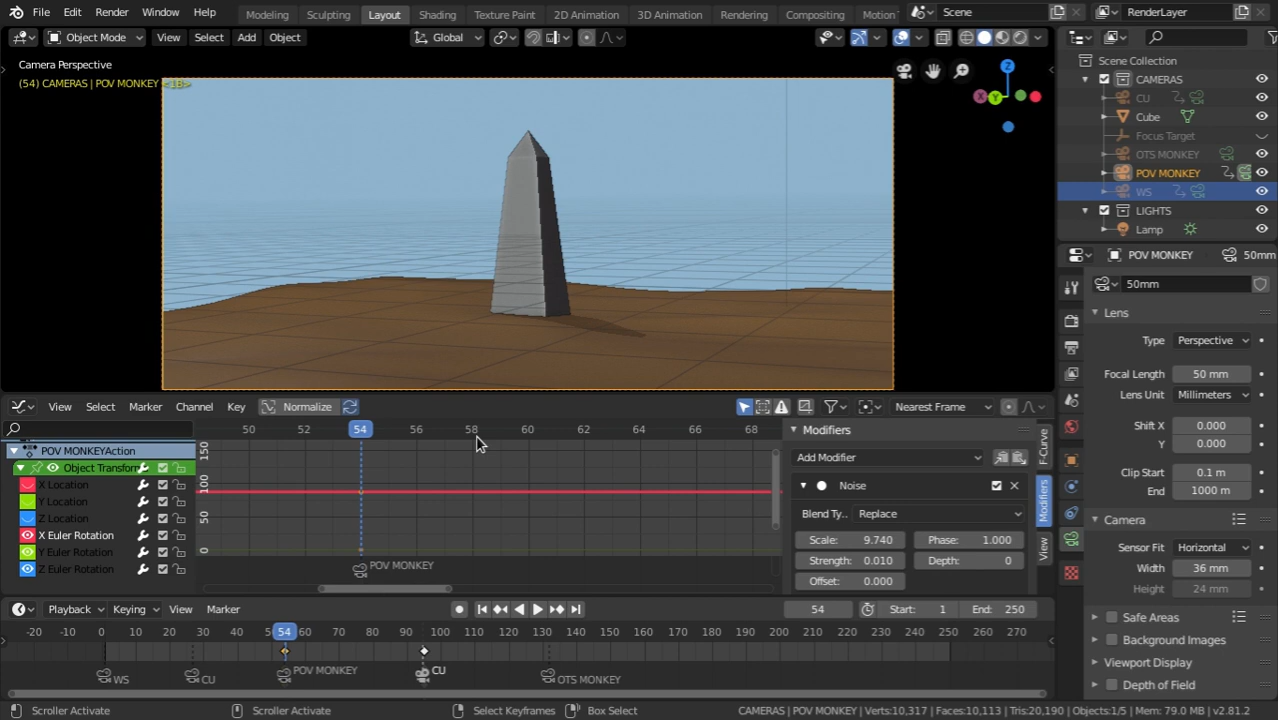 File Edit Render Window Help Modeling Sculpting Layout Shading Texture Paint UV Editing 2D Animation 3D Animation Rendering Compositing Motion Scene RenderLayer
Object Mode View Select Add Object Global
Camera Perspective
(54) CAMERAS | POV MONKEY <1B>
Z
X
Y
Scene Collection
CAMERAS
CU
Cube
Focus Target
OTS MONKEY
POV MONKEY
WS
LIGHTS
Lamp
POV MONKEY 50mm
50mm
Lens
Type Perspective
Focal Length 50 mm
Lens Unit Millimeters
Shift X 0.000
Y 0.000
Clip Start 0.1 m
End 1000 m
Camera
Sensor Fit Horizontal
Width 36 mm
Height 24 mm
Safe Areas
Background Images
Viewport Display
Depth of Field
View Select Marker Channel Key Normalize Nearest Frame
50 52 54 56 58 60 62 64 66 68
POV MONKEYAction
Object Transform
X Location
Y Location
Z Location
X Euler Rotation
Y Euler Rotation
Z Euler Rotation
150
100
50
0
POV MONKEY
Modifiers
Add Modifier
Noise
Blend Ty.. Replace
Scale: 9.740 Phase: 1.000
Strength: 0.010 Depth: 0
Offset: 0.000
F-Curve
Modifiers
View
Playback Keying View Marker 54 Start: 1 End: 250
-20 -10 0 10 20 30 40 50 54 60 70 80 90 100 110 120 130 140 150 160 170 180 190 200 210 220 230 240 250 260 270
WS CU POV MONKEY CU OTS MONKEY
Scroller Activate Scroller Activate Select Keyframes Box Select CAMERAS | POV MONKEY | Verts:10,317 | Faces:10,113 | Tris:20,190 | Objects:1/5 | Mem: 79.0 MB | v2.81.2